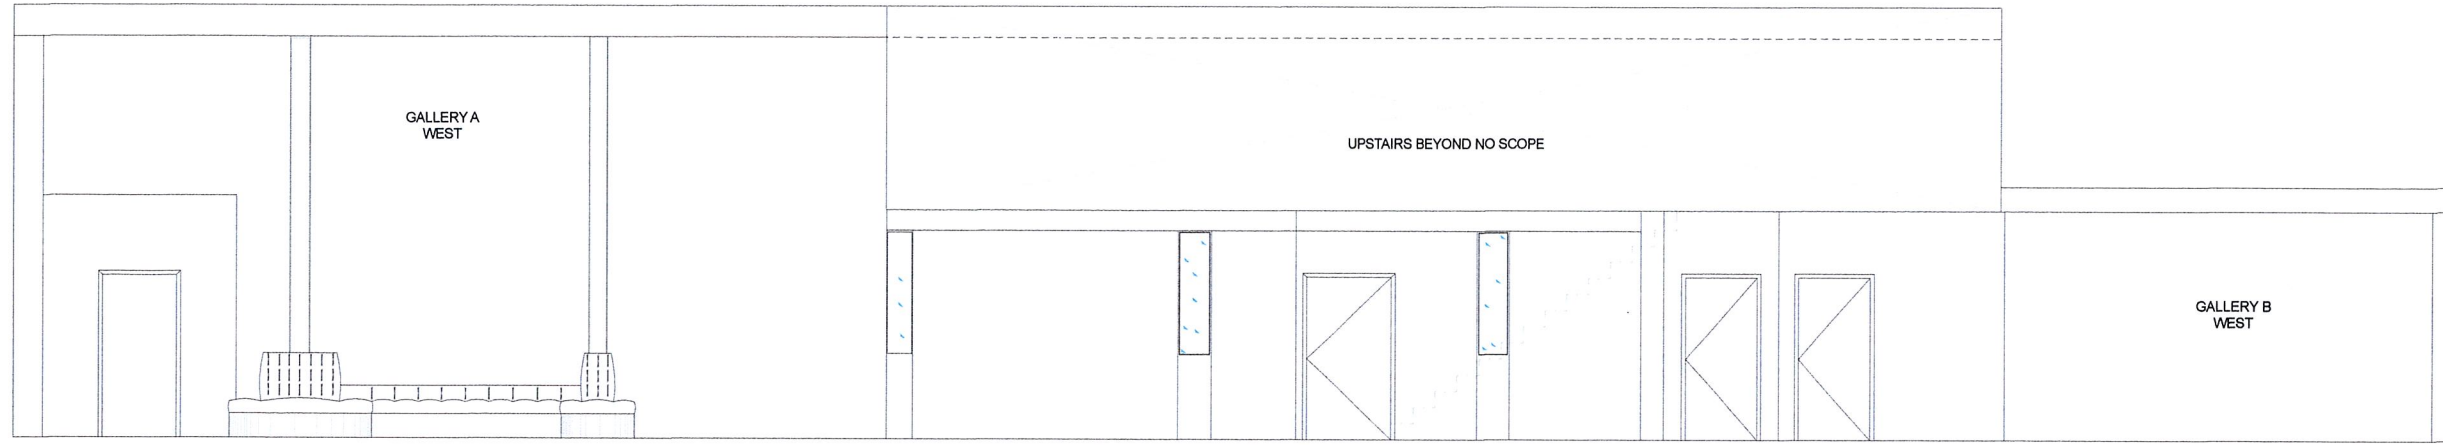 GALLERY A
WEST
UPSTAIRS BEYOND NO SCOPE
GALLERY B
WEST